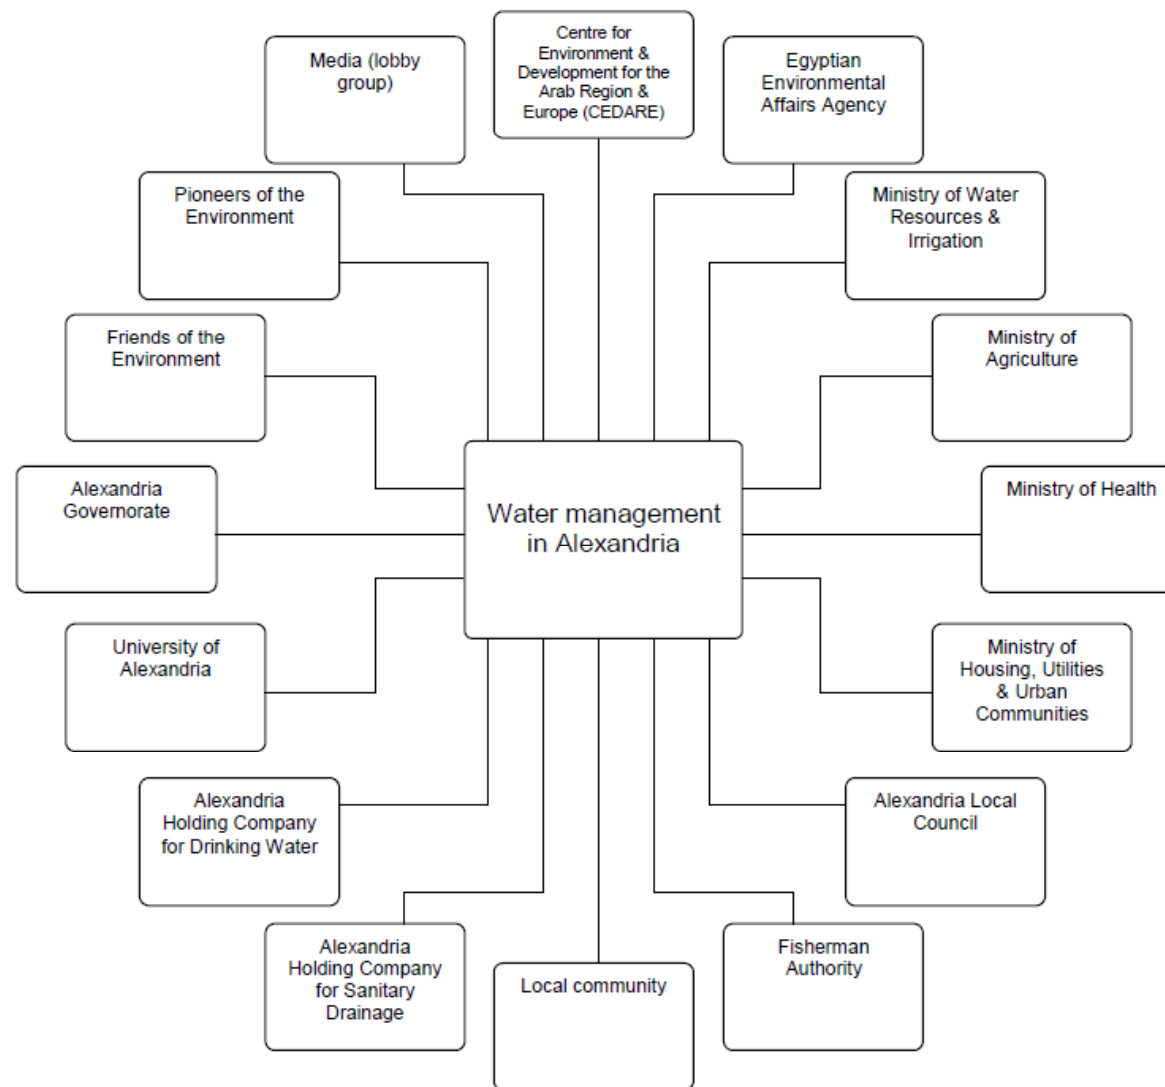 Centre for
Environment &
Development for the
Arab Region &
Europe (CEDARE)
Egyptian
Environmental
Affairs Agency
Ministry of Water
Resources &
Irrigation
Ministry of
Agriculture
Ministry of Health
Ministry of
Housing, Utilities
& Urban
Communities
Alexandria Local
Council
Fisherman
Authority
Local community
Alexandria
Holding Company
for Sanitary
Drainage
Alexandria
Holding Company
for Drinking Water
University of
Alexandria
Alexandria
Governorate
Friends of the
Environment
Pioneers of the
Environment
Media (lobby
group)
Water management
in Alexandria